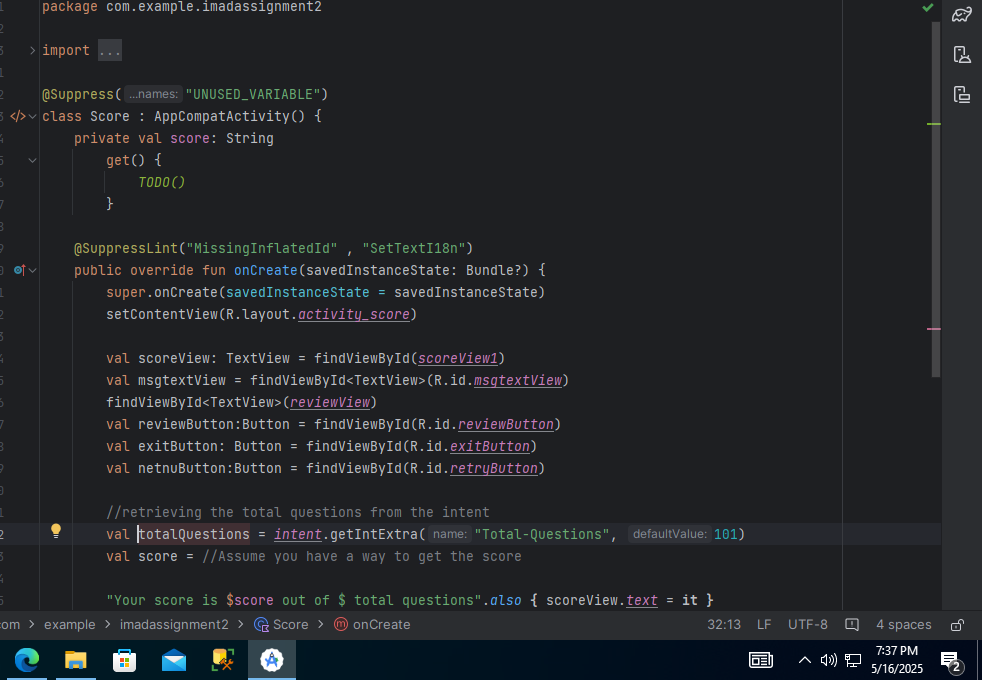 package com.example.imadassignment2
import ...
@Suppress( ...names: "UNUSED_VARIABLE")
class Score : AppCompatActivity() {
private val score: String
get() {
TODO()
}
@SuppressLint("MissingInflatedId" , "SetTextI18n")
public override fun onCreate(savedInstanceState: Bundle?) {
super.onCreate(savedInstanceState = savedInstanceState)
setContentView(R.layout.activity_score)
val scoreView: TextView = findViewById(scoreView1)
val msgtextView = findViewById<TextView>(R.id.msgtextView)
findViewById<TextView>(reviewView)
val reviewButton:Button = findViewById(R.id.reviewButton)
val exitButton: Button = findViewById(R.id.exitButton)
val netnuButton:Button = findViewById(R.id.retryButton)
//retrieving the total questions from the intent
val totalQuestions = intent.getIntExtra( name: "Total-Questions", defaultValue: 101)
val score = //Assume you have a way to get the score
"Your score is $score out of $ total questions".also { scoreView.text = it }
com > example > imadassignment2 > Score > onCreate 32:13 LF UTF-8 4 spaces
7:37 PM
5/16/2025
2